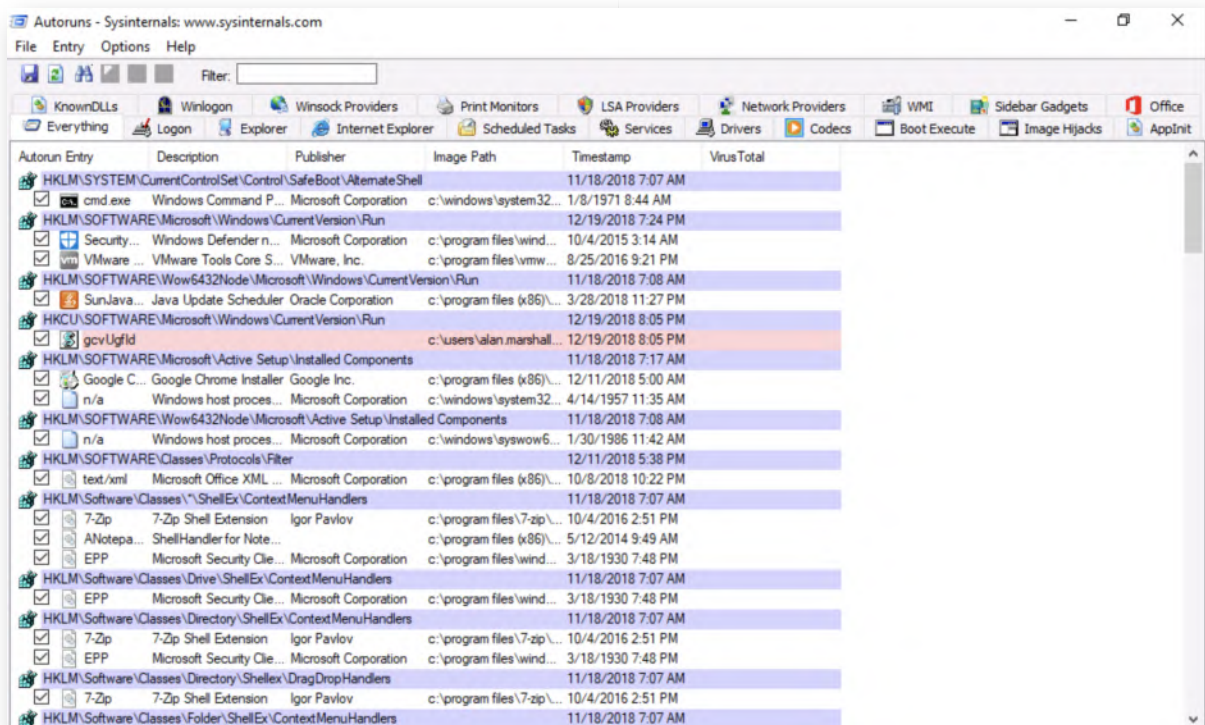 Autoruns - Sysinternals: www.sysinternals.com
File Entry Options Help
Filter:
KnownDLLs Winlogon Winsock Providers Print Monitors LSA Providers Network Providers WMI Sidebar Gadgets Office
Everything Logon Explorer Internet Explorer Scheduled Tasks Services Drivers Codecs Boot Execute Image Hijacks AppInit
Autorun Entry Description Publisher Image Path Timestamp VirusTotal
HKLM\SYSTEM\CurrentControlSet\Control\SafeBoot\AlternateShell 11/18/2018 7:07 AM
cmd.exe Windows Command P... Microsoft Corporation c:\windows\system32... 1/8/1971 8:44 AM
HKLM\SOFTWARE\Microsoft\Windows\CurrentVersion\Run 12/19/2018 7:24 PM
Security... Windows Defender n... Microsoft Corporation c:\program files\wind... 10/4/2015 3:14 AM
VMware ... VMware Tools Core S... VMware, Inc. c:\program files\vmw... 8/25/2016 9:21 PM
HKLM\SOFTWARE\Wow6432Node\Microsoft\Windows\CurrentVersion\Run 11/18/2018 7:08 AM
SunJava... Java Update Scheduler Oracle Corporation c:\program files (x86)\... 3/28/2018 11:27 PM
HKCU\SOFTWARE\Microsoft\Windows\CurrentVersion\Run 12/19/2018 8:05 PM
gcvUgfId c:\users\alan.marshall... 12/19/2018 8:05 PM
HKLM\SOFTWARE\Microsoft\Active Setup\Installed Components 11/18/2018 7:17 AM
Google C... Google Chrome Installer Google Inc. c:\program files (x86)\... 12/11/2018 5:00 AM
n/a Windows host proces... Microsoft Corporation c:\windows\system32... 4/14/1957 11:35 AM
HKLM\SOFTWARE\Wow6432Node\Microsoft\Active Setup\Installed Components 11/18/2018 7:08 AM
n/a Windows host proces... Microsoft Corporation c:\windows\syswow6... 1/30/1986 11:42 AM
HKLM\SOFTWARE\Classes\Protocols\Filter 12/11/2018 5:38 PM
text/xml Microsoft Office XML ... Microsoft Corporation c:\program files (x86)\... 10/8/2018 10:22 PM
HKLM\Software\Classes\*\ShellEx\ContextMenuHandlers 11/18/2018 7:07 AM
7-Zip 7-Zip Shell Extension Igor Pavlov c:\program files\7-zip\... 10/4/2016 2:51 PM
ANotepa... ShellHandler for Note... c:\program files (x86)\... 5/12/2014 9:49 AM
EPP Microsoft Security Clie... Microsoft Corporation c:\program files\wind... 3/18/1930 7:48 PM
HKLM\Software\Classes\Drive\ShellEx\ContextMenuHandlers 11/18/2018 7:07 AM
EPP Microsoft Security Clie... Microsoft Corporation c:\program files\wind... 3/18/1930 7:48 PM
HKLM\Software\Classes\Directory\ShellEx\ContextMenuHandlers 11/18/2018 7:07 AM
7-Zip 7-Zip Shell Extension Igor Pavlov c:\program files\7-zip\... 10/4/2016 2:51 PM
EPP Microsoft Security Clie... Microsoft Corporation c:\program files\wind... 3/18/1930 7:48 PM
HKLM\Software\Classes\Directory\Shellex\DragDropHandlers 11/18/2018 7:07 AM
7-Zip 7-Zip Shell Extension Igor Pavlov c:\program files\7-zip\... 10/4/2016 2:51 PM
HKLM\Software\Classes\Folder\ShellEx\ContextMenuHandlers 11/18/2018 7:07 AM